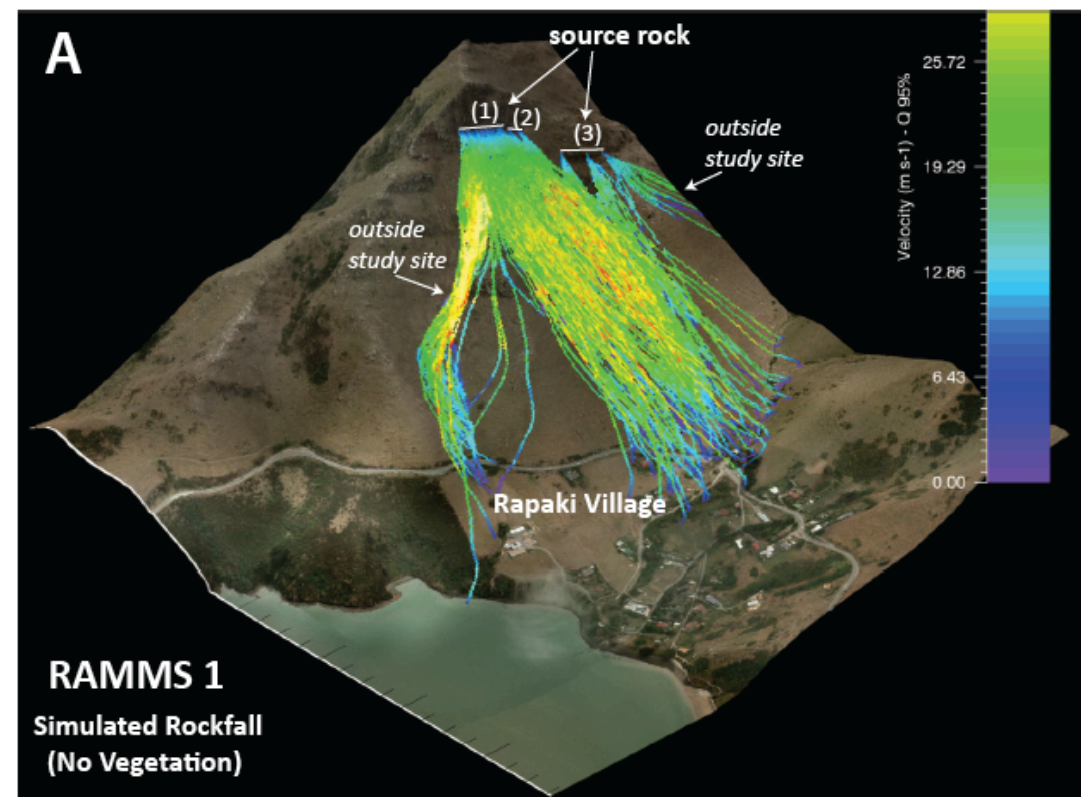 A
source rock
(1)
(2)
(3)
outside
study site
outside
study site
Rapaki Village
RAMMS 1
Simulated Rockfall
(No Vegetation)
25.72
19.29
12.86
6.43
0.00
Velocity (m s-1) - Q 95%